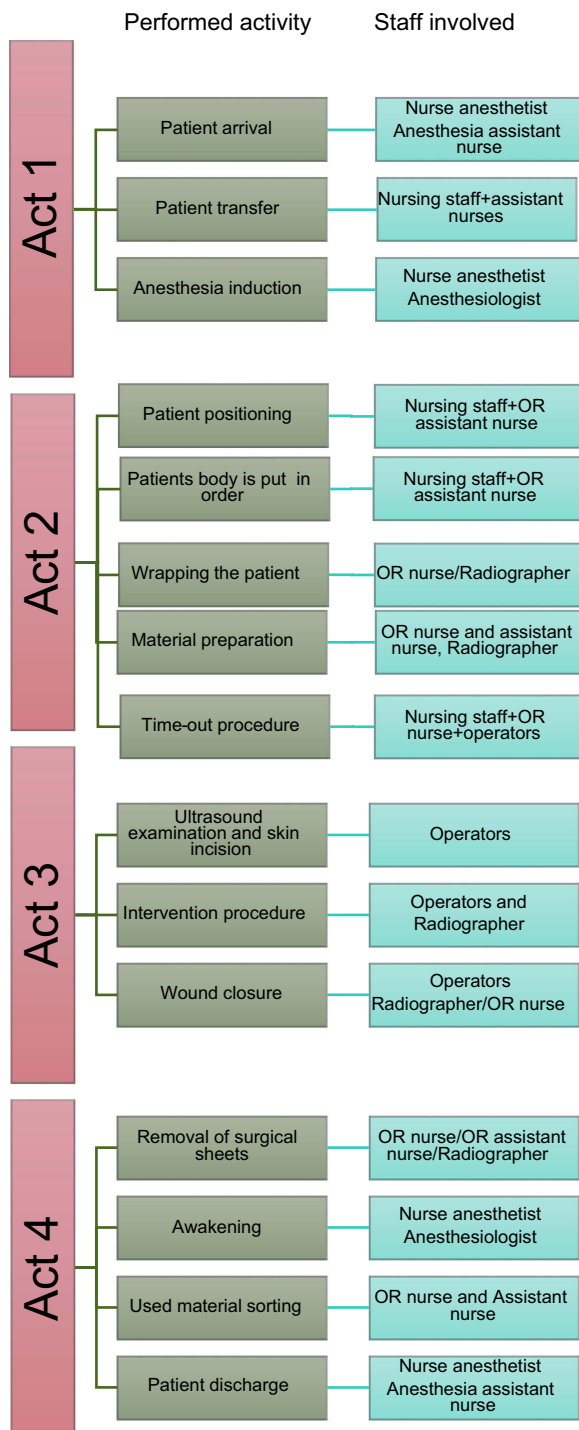 Performed activity Staff involved
Act 1
Patient arrival
Nurse anesthetist
Anesthesia assistant
nurse
Patient transfer
Nursing staff+assistant
nurses
Anesthesia induction
Nurse anesthetist
Anesthesiologist
Act 2
Patient positioning
Nursing staff+OR
assistant nurse
Patients body is put in
order
Nursing staff+OR
assistant nurse
Wrapping the patient
OR nurse/Radiographer
Material preparation
OR nurse and assistant
nurse, Radiographer
Time-out procedure
Nursing staff+OR
nurse+operators
Act 3
Ultrasound
examination and skin
incision
Operators
Intervention procedure
Operators and
Radiographer
Wound closure
Operators
Radiographer/OR nurse
Act 4
Removal of surgical
sheets
OR nurse/OR assistant
nurse/Radiographer
Awakening
Nurse anesthetist
Anesthesiologist
Used material sorting
OR nurse and Assistant
nurse
Patient discharge
Nurse anesthetist
Anesthesia assistant
nurse